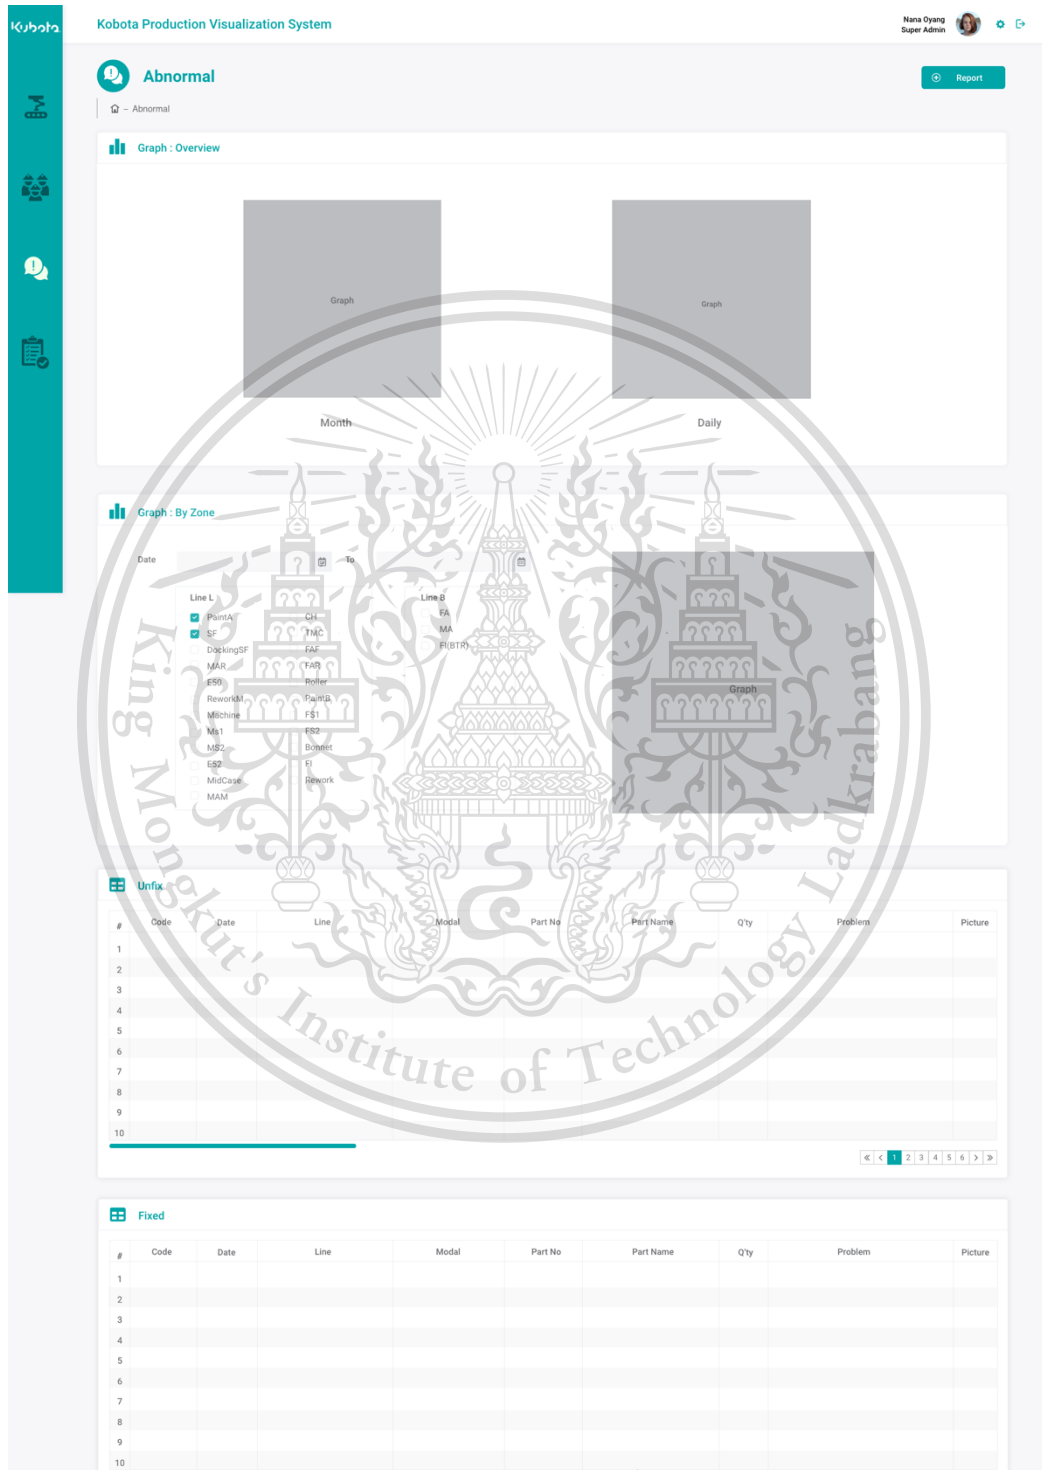 Kubota
Kobota Production Visualization System
Nana Oyang
Super Admin
Abnormal
Report
– Abnormal
Graph : Overview
Graph
Graph
Month
Daily
Graph : By Zone
Date
To
Line L
Line B
PaintA
CH
FA
SF
TMC
MA
DockingSF
FAF
FI(BTR)
MAR
FAR
E50
Roller
ReworkM
PaintB
Graph
Machine
FS1
Ms1
FS2
MS2
Bonnet
E52
FI
MidCase
Rework
MAM
Unfix
# Code Date Line Modal Part No Part Name Q'ty Problem Picture
1
2
3
4
5
6
7
8
9
10
« < 1 2 3 4 5 6 > »
Fixed
# Code Date Line Modal Part No Part Name Q'ty Problem Picture
1
2
3
4
5
6
7
8
9
10
King Mongkut's Institute of Technology Ladkrabang